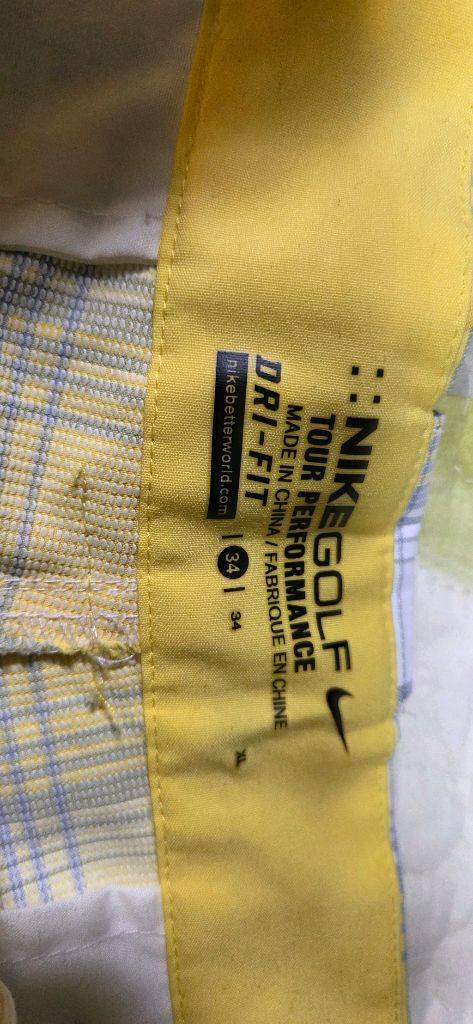 NIKEGOLF
TOUR PERFORMANCE
MADE IN CHINA / FABRIQUE EN CHINE
DRI-FIT
nikebetterworld.com
34 34 XL